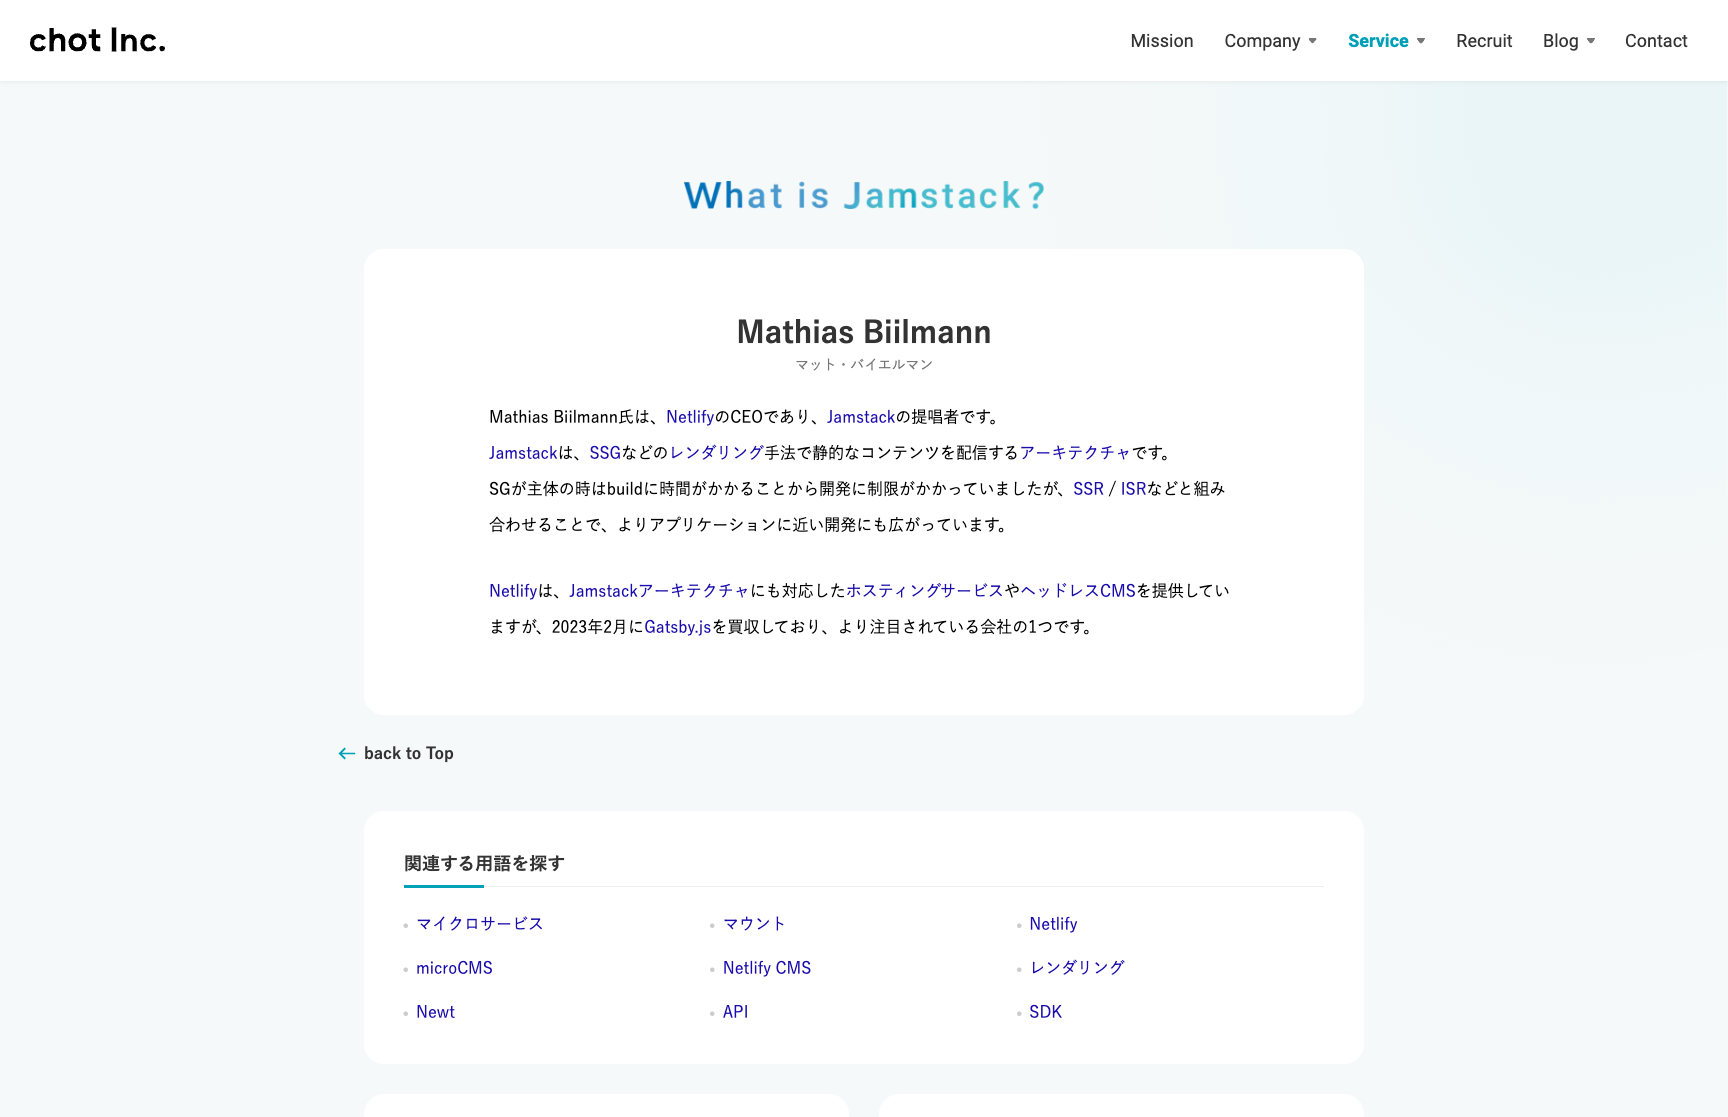 chot Inc.
Mission Company Service Recruit Blog Contact
What is Jamstack?
Mathias Biilmann
マット・バイエルマン
Mathias Biilmann氏は、NetlifyのCEOであり、Jamstackの提唱者です。
Jamstackは、SSGなどのレンダリング手法で静的なコンテンツを配信するアーキテクチャです。
SGが主体の時はbuildに時間がかかることから開発に制限がかかっていましたが、SSR / ISRなどと組み
合わせることで、よりアプリケーションに近い開発にも広がっています。
Netlifyは、Jamstackアーキテクチャにも対応したホスティングサービスやヘッドレスCMSを提供してい
ますが、2023年2月にGatsby.jsを買収しており、より注目されている会社の1つです。
← back to Top
関連する用語を探す
マイクロサービス マウント Netlify
microCMS Netlify CMS レンダリング
Newt API SDK